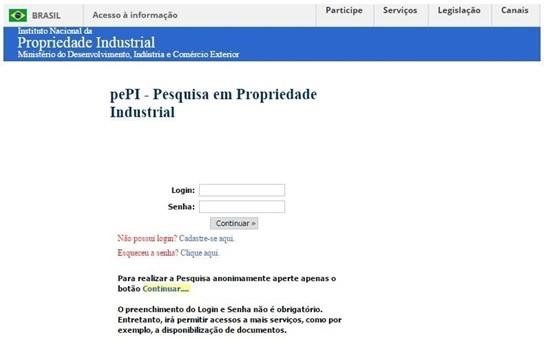 BRASIL Acesso à informação Participe Serviços Legislação Canais
Instituto Nacional da
Propriedade Industrial
Ministério do Desenvolvimento, Indústria e Comércio Exterior
pePI - Pesquisa em Propriedade
Industrial
Login:
Senha:
Continuar »
Não possui login? Cadastre-se aqui.
Esqueceu a senha? Clique aqui.
Para realizar a Pesquisa anonimamente aperte apenas o
botão Continuar....
O preenchimento do Login e Senha não é obrigatório.
Entretanto, irá permitir acessos a mais serviços, como por
exemplo, a disponibilização de documentos.